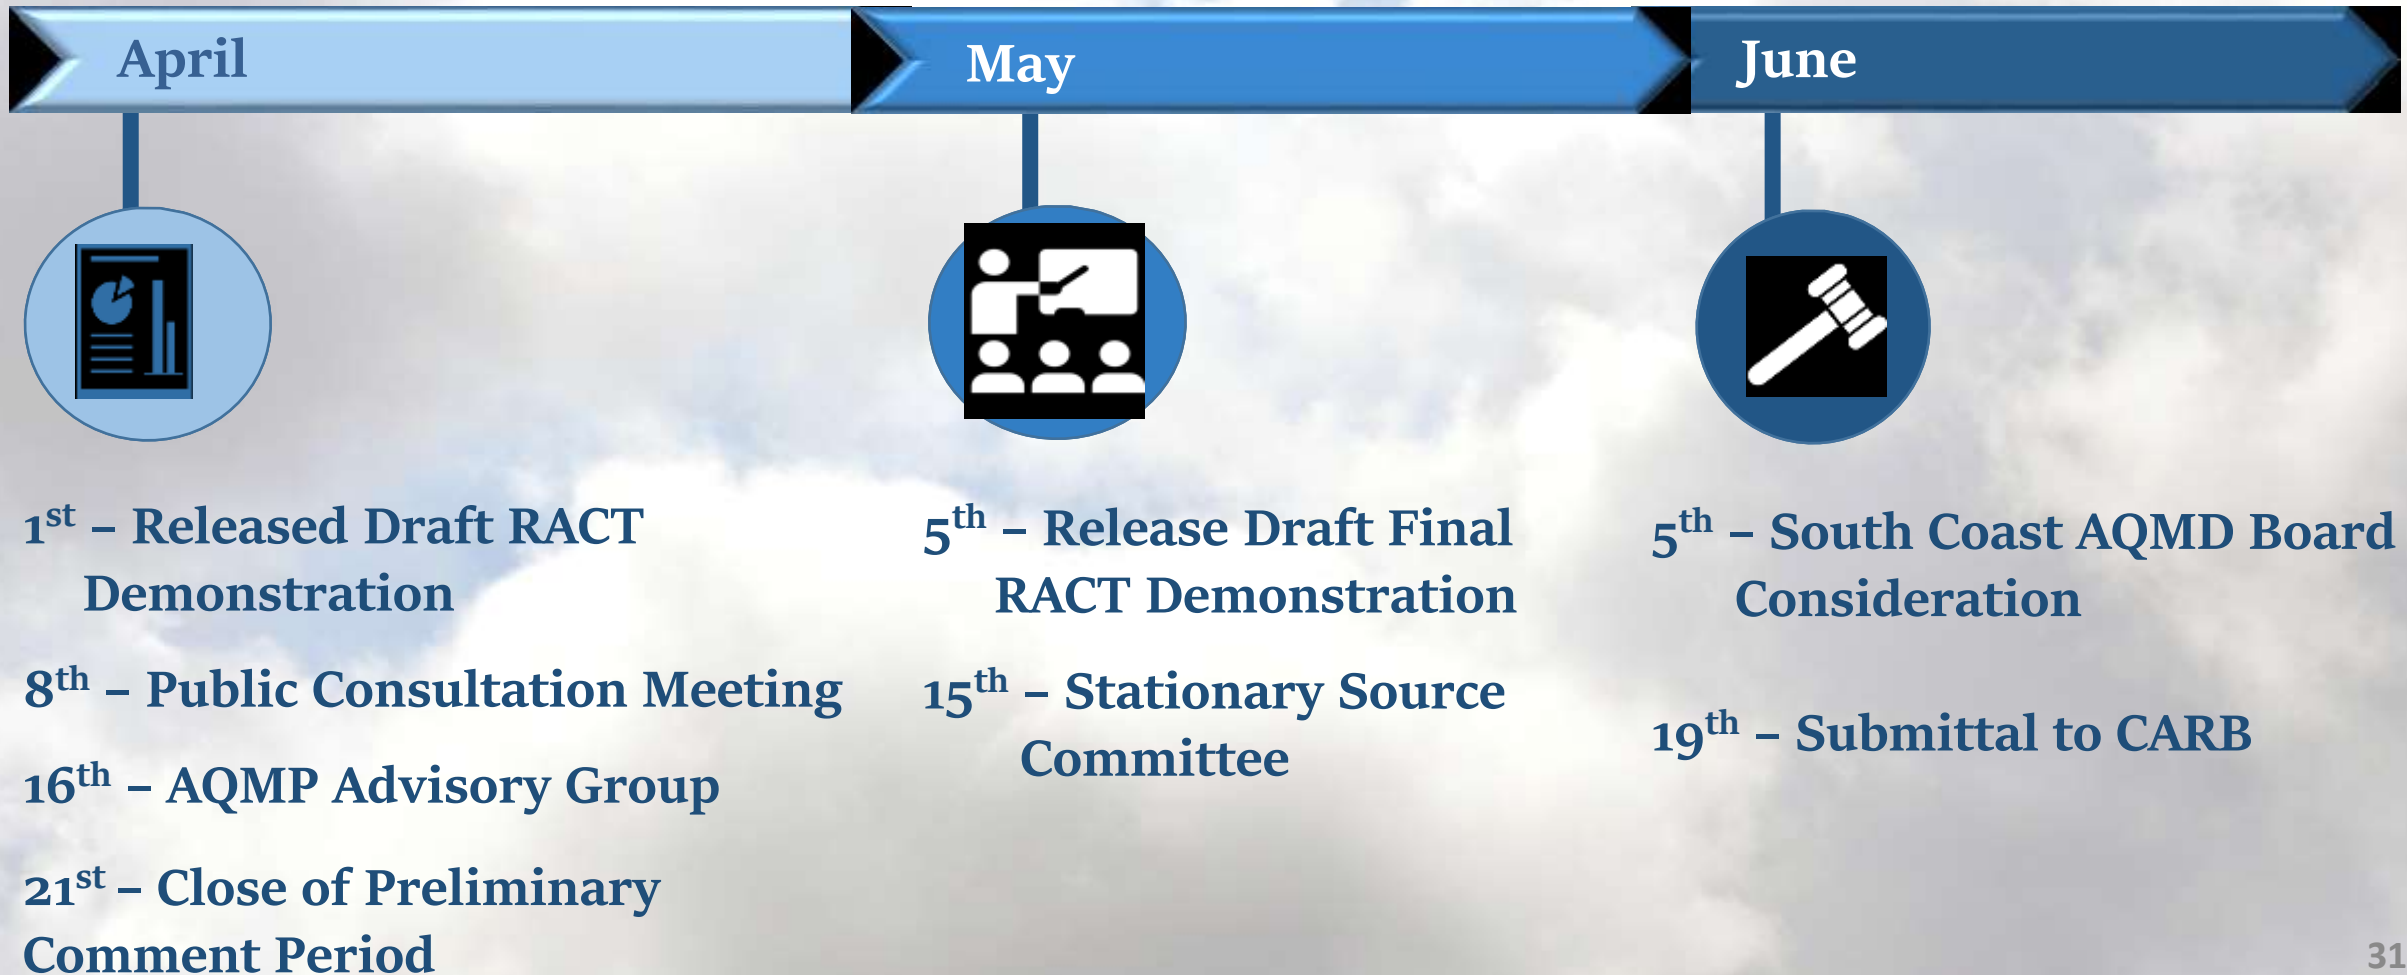 April
1st – Released Draft RACT
Demonstration
8th – Public Consultation Meeting
16th – AQMP Advisory Group
21st – Close of Preliminary
Comment Period
May
5th – Release Draft Final
RACT Demonstration
15th – Stationary Source
Committee
June
5th – South Coast AQMD Board
Consideration
19th – Submittal to CARB
31